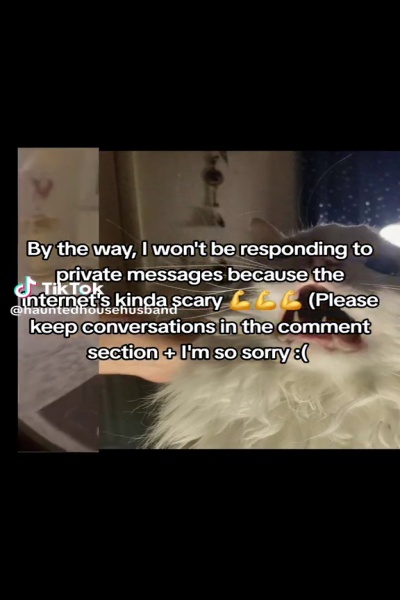 By the way, I won't be responding to
private messages because the
TikTok
internet's kinda scary 💪💪💪 (Please
@hauntedhousehusband
keep conversations in the comment
section + I'm so sorry :(